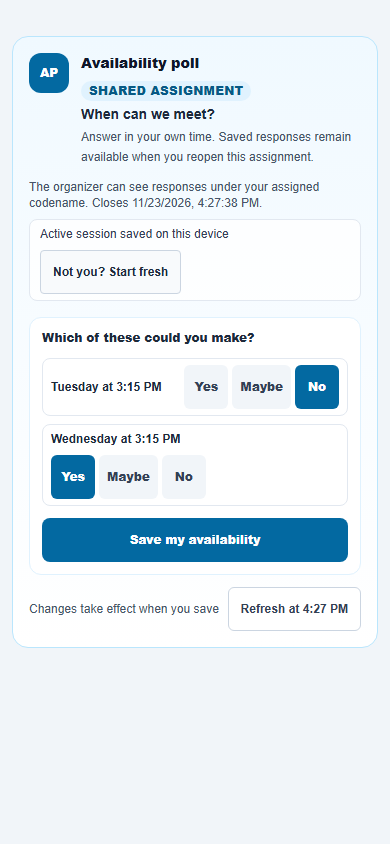 AP
Availability poll
SHARED ASSIGNMENT
When can we meet?
Answer in your own time. Saved responses remain
available when you reopen this assignment.
The organizer can see responses under your assigned
codename. Closes 11/23/2026, 4:27:38 PM.
Active session saved on this device
Not you? Start fresh
Which of these could you make?
Tuesday at 3:15 PM Yes Maybe No
Wednesday at 3:15 PM
Yes Maybe No
Save my availability
Changes take effect when you save Refresh at 4:27 PM